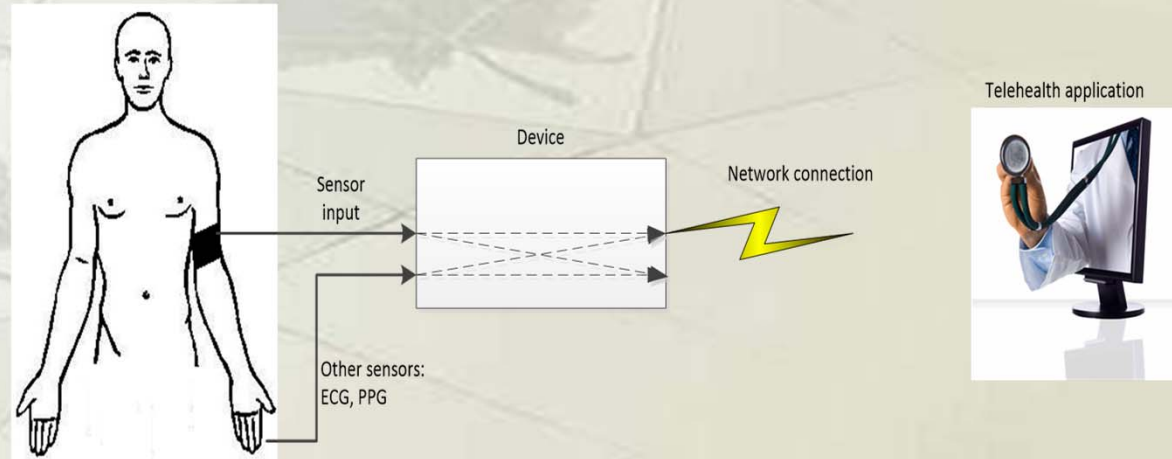 Telehealth application
Device
Network connection
Sensor
input
Other sensors:
ECG, PPG